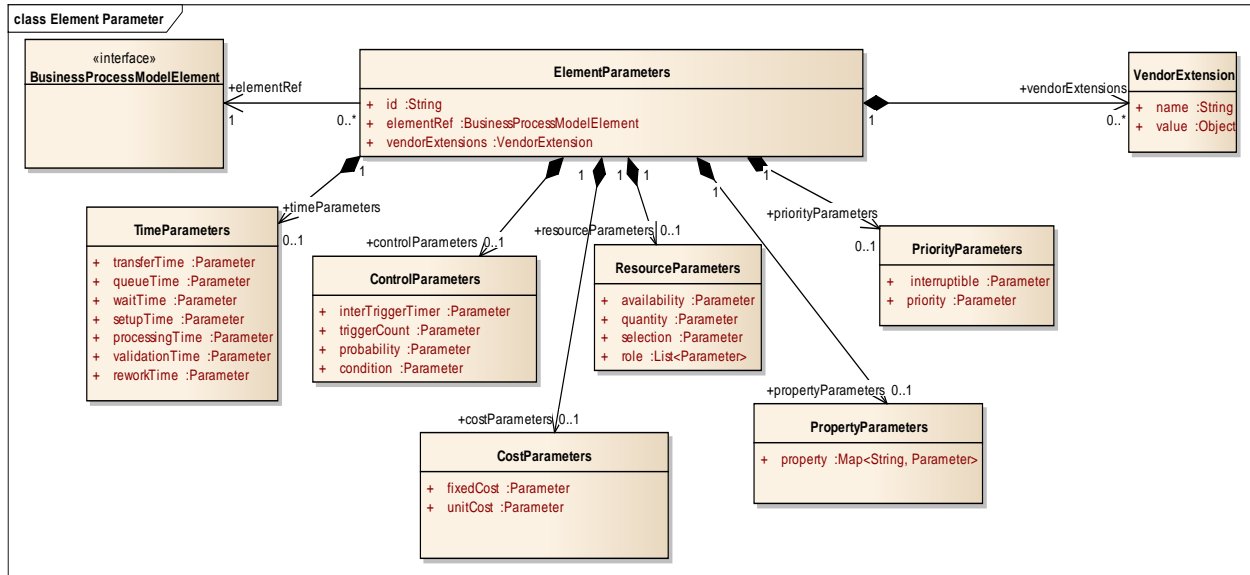 class Element Parameter
«interface»
BusinessProcessModelElement
+elementRef
1
0..*
ElementParameters
+ id :String
+ elementRef :BusinessProcessModelElement
+ vendorExtensions :VendorExtension
1
+vendorExtensions
0..*
VendorExtension
+ name :String
+ value :Object
1
+timeParameters
0..1
TimeParameters
+ transferTime :Parameter
+ queueTime :Parameter
+ waitTime :Parameter
+ setupTime :Parameter
+ processingTime :Parameter
+ validationTime :Parameter
+ reworkTime :Parameter
1
+controlParameters 0..1
ControlParameters
+ interTriggerTimer :Parameter
+ triggerCount :Parameter
+ probability :Parameter
+ condition :Parameter
1
+costParameters 0..1
CostParameters
+ fixedCost :Parameter
+ unitCost :Parameter
1
+resourceParameters 0..1
ResourceParameters
+ availability :Parameter
+ quantity :Parameter
+ selection :Parameter
+ role :List<Parameter>
1
+propertyParameters 0..1
PropertyParameters
+ property :Map<String, Parameter>
1
+priorityParameters
0..1
PriorityParameters
+ interruptible :Parameter
+ priority :Parameter